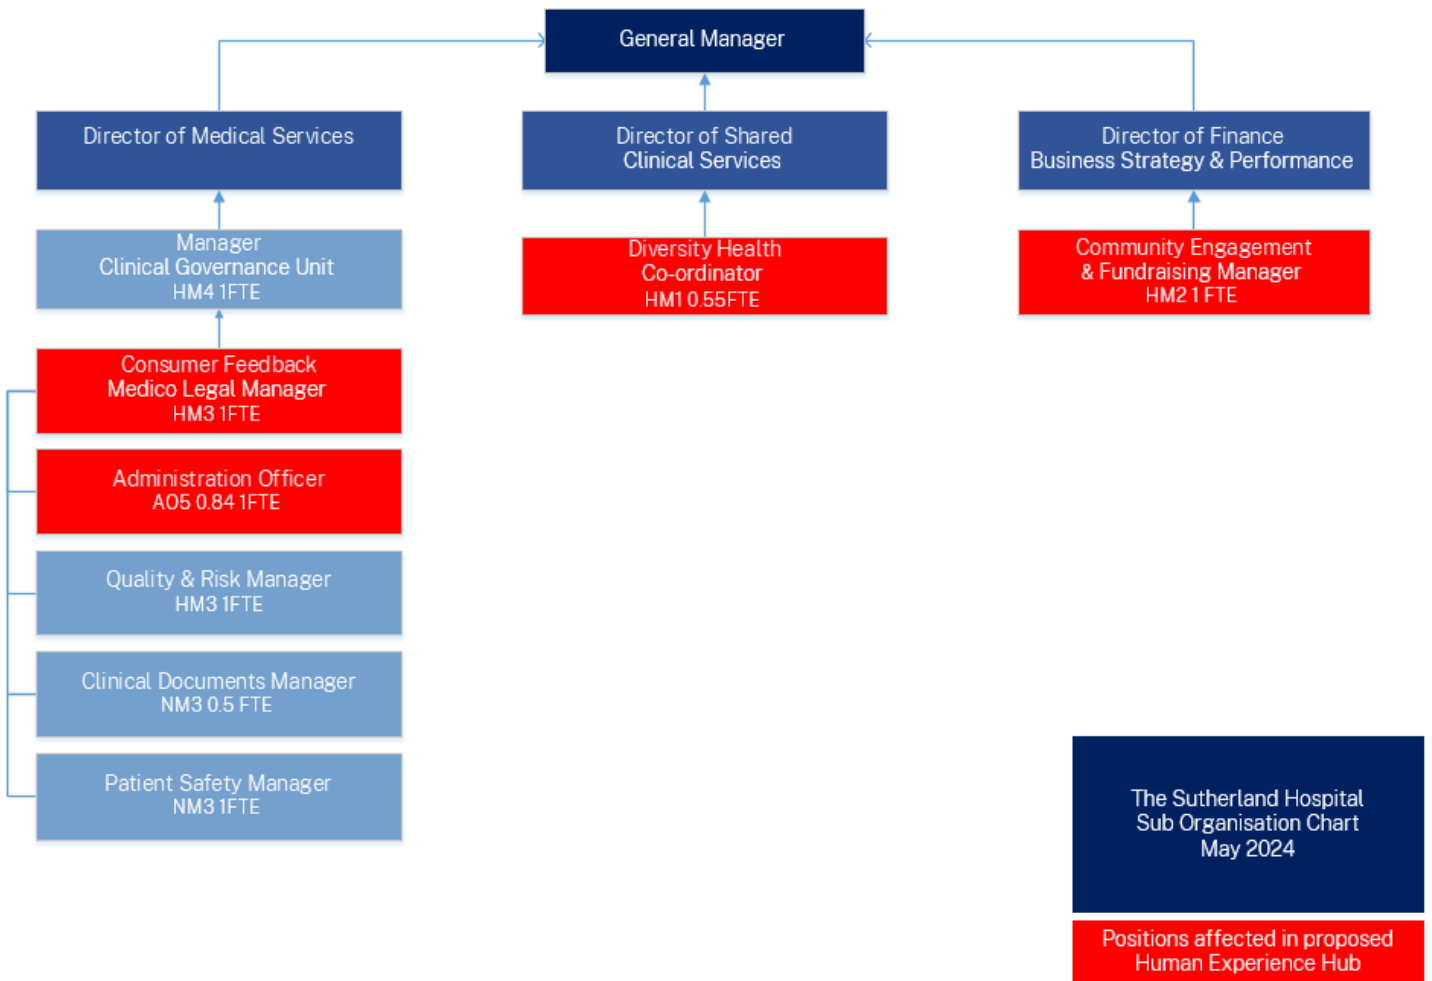 General Manager
Director of Medical Services
Director of Shared
Clinical Services
Director of Finance
Business Strategy & Performance
Manager
Clinical Governance Unit
HM4 1FTE
Diversity Health
Co-ordinator
HM1 0.55FTE
Community Engagement
& Fundraising Manager
HM2 1 FTE
Consumer Feedback
Medico Legal Manager
HM3 1FTE
Administration Officer
AO5 0.84 1FTE
Quality & Risk Manager
HM3 1FTE
Clinical Documents Manager
NM3 0.5 FTE
Patient Safety Manager
NM3 1FTE
The Sutherland Hospital
Sub Organisation Chart
May 2024
Positions affected in proposed
Human Experience Hub